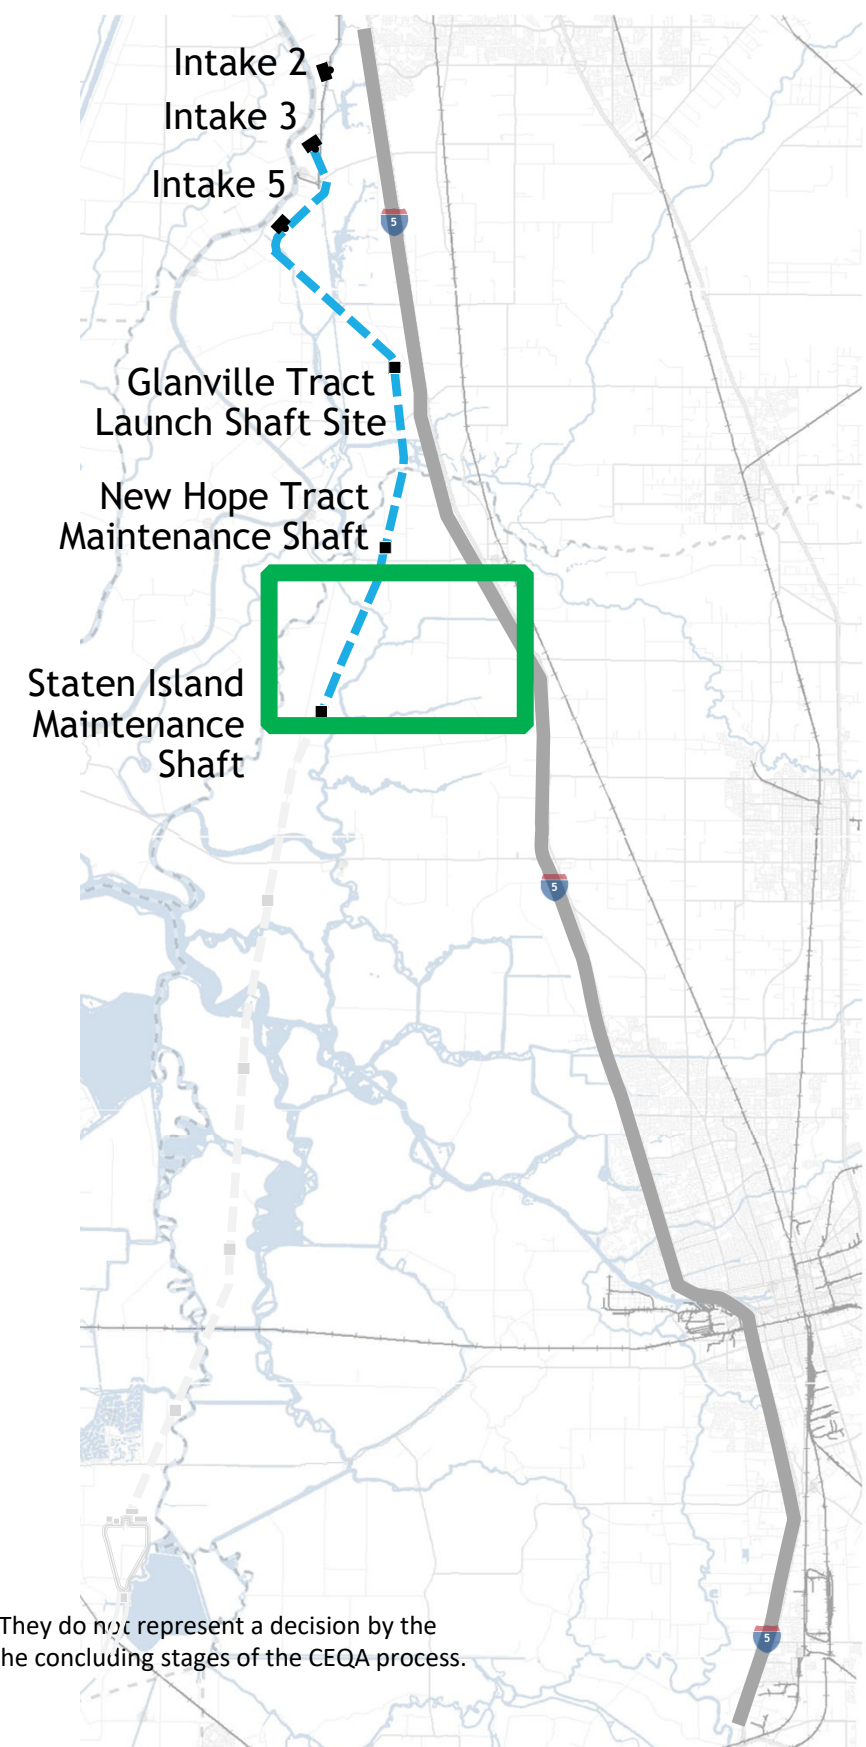 Intake 2
Intake 3
Intake 5
5
Glanville Tract
Launch Shaft Site
New Hope Tract
Maintenance Shaft
Staten Island
Maintenance
Shaft
5
They do not represent a decision by the
he concluding stages of the CEQA process.
5